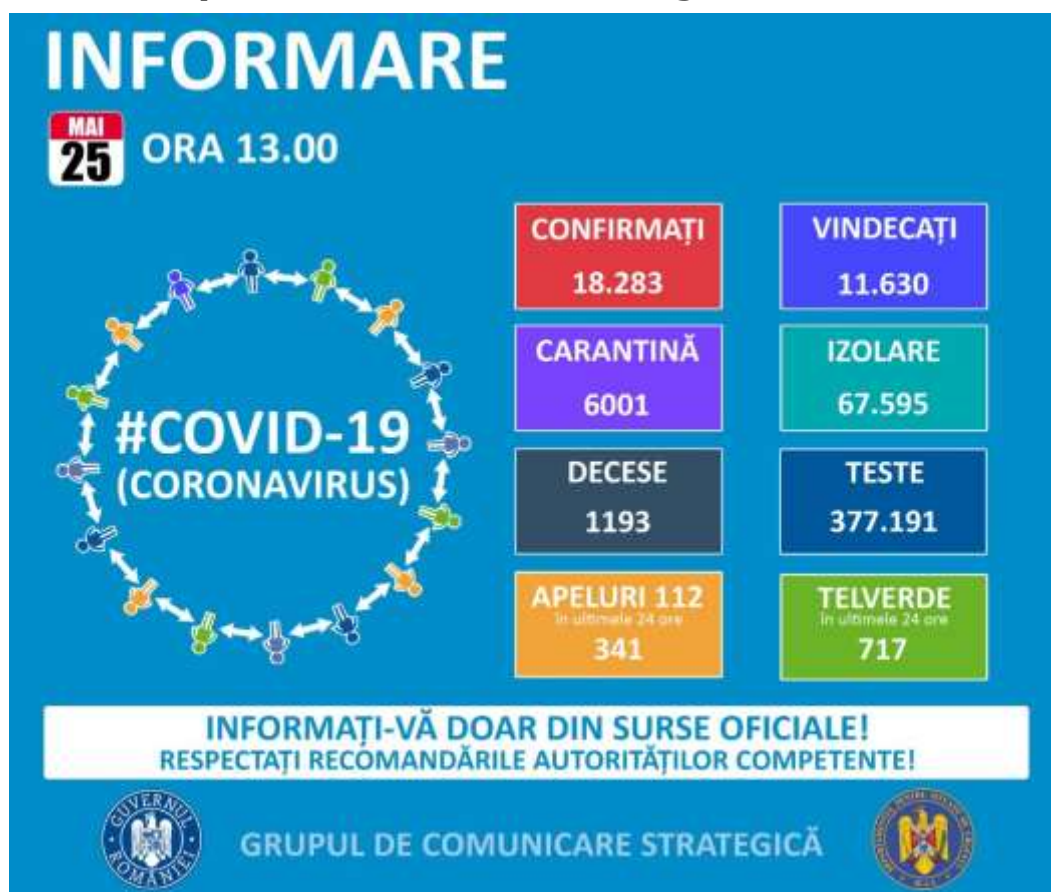 INFORMARE
MAI
25
ORA 13.00
CONFIRMAȚI
18.283
VINDECAȚI
11.630
CARANTINĂ
6001
IZOLARE
67.595
#COVID-19
(CORONAVIRUS)
DECESE
1193
TESTE
377.191
APELURI 112
în ultimele 24 ore
341
TELVERDE
în ultimele 24 ore
717
INFORMAȚI-VĂ DOAR DIN SURSE OFICIALE!
RESPECTAȚI RECOMANDĂRILE AUTORITĂȚILOR COMPETENTE!
GUVERNUL
ROMÂNIEI
GRUPUL DE COMUNICARE STRATEGICĂ